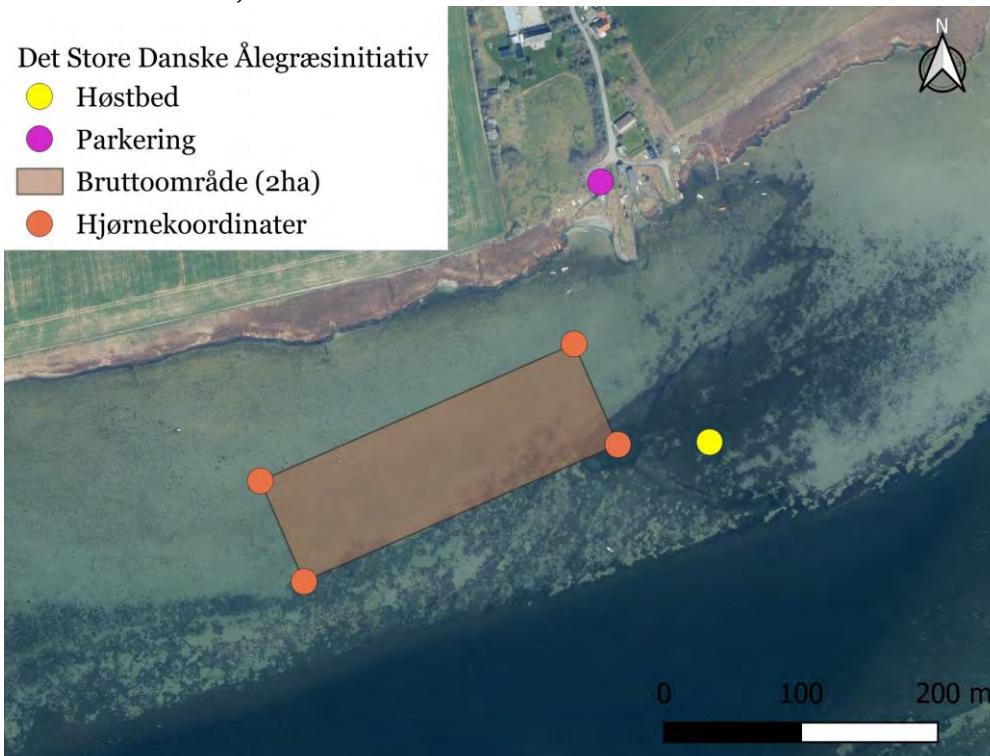 Det Store Danske Ålegræsinitiativ
Høstbed
Parkering
Bruttoområde (2ha)
Hjørnekoordinater
N
0 100 200 m